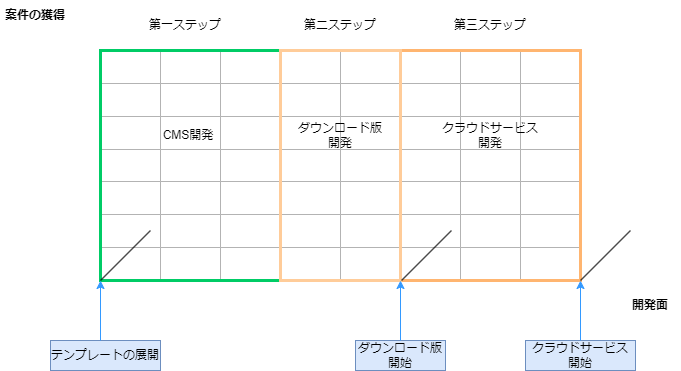 案件の獲得
第一ステップ
第二ステップ
第三ステップ
CMS開発
ダウンロード版
開発
クラウドサービス
開発
開発面
テンプレートの展開
ダウンロード版
開始
クラウドサービス
開始